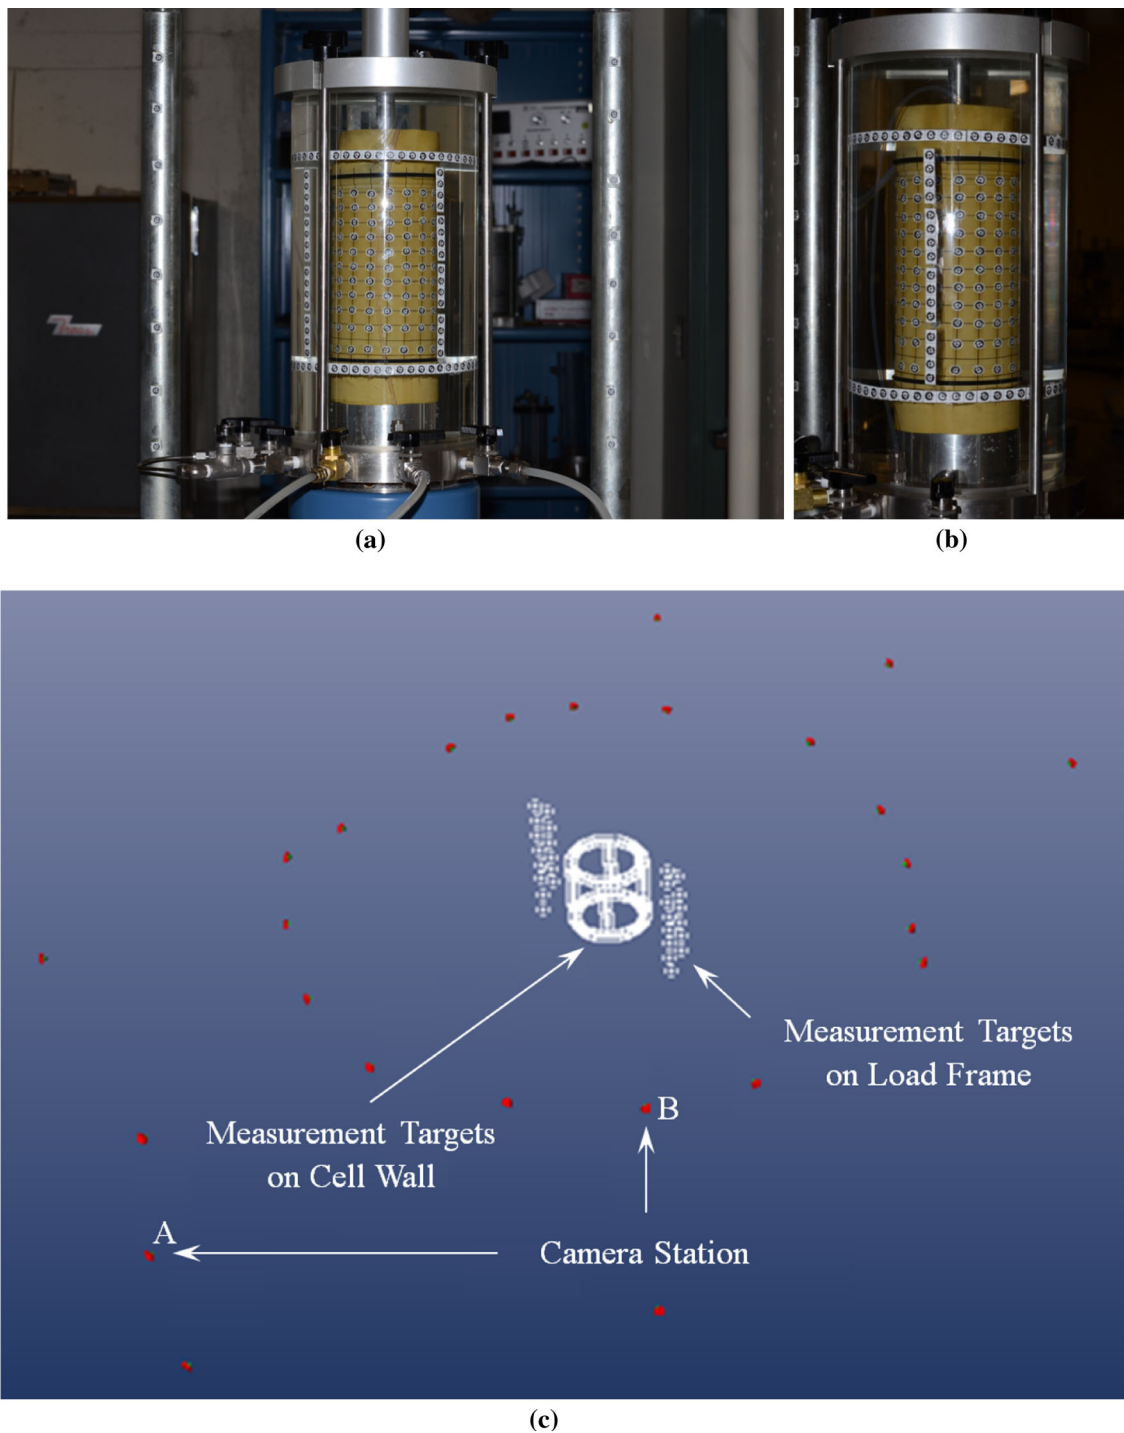 (a)
(b)
Measurement Targets
on Load Frame
B
Measurement Targets
on Cell Wall
A
Camera Station
(c)